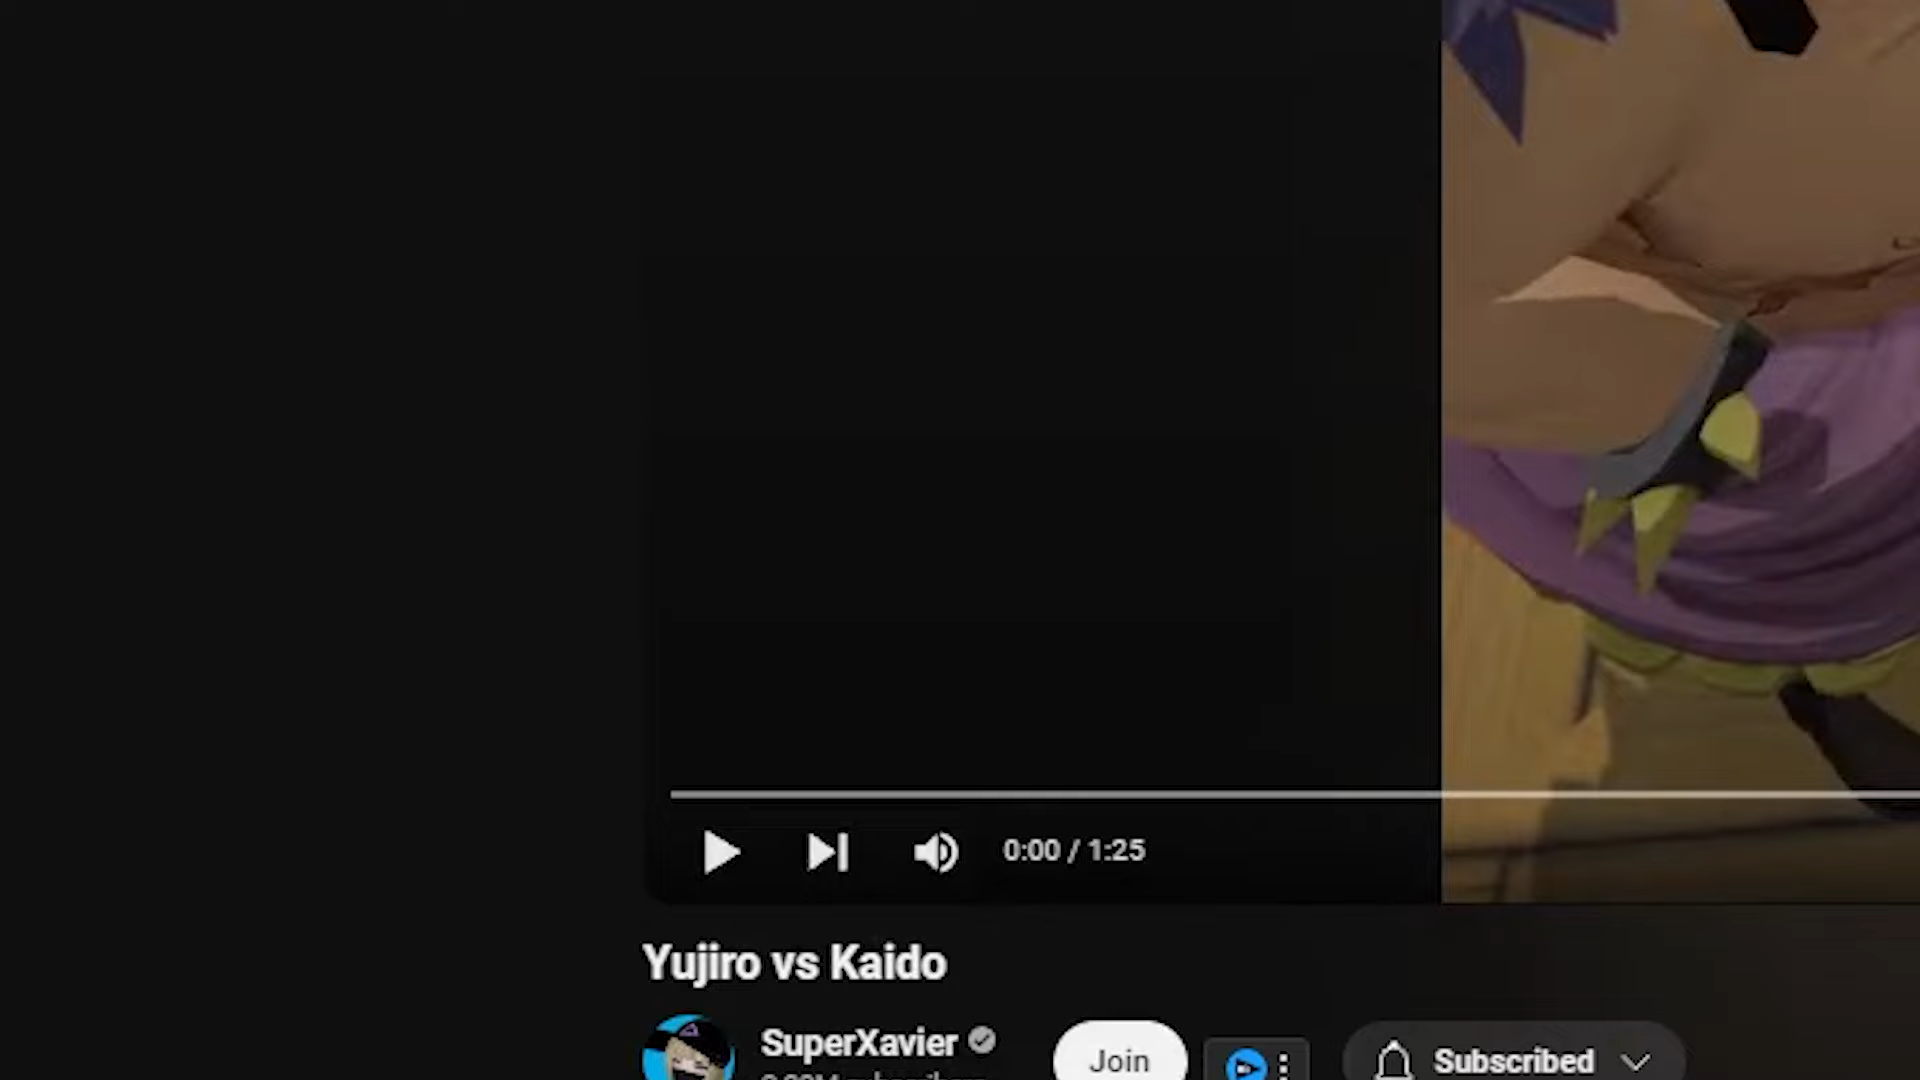 0:00 / 1:25
Yujiro vs Kaido
SuperXavier
Join
Subscribed